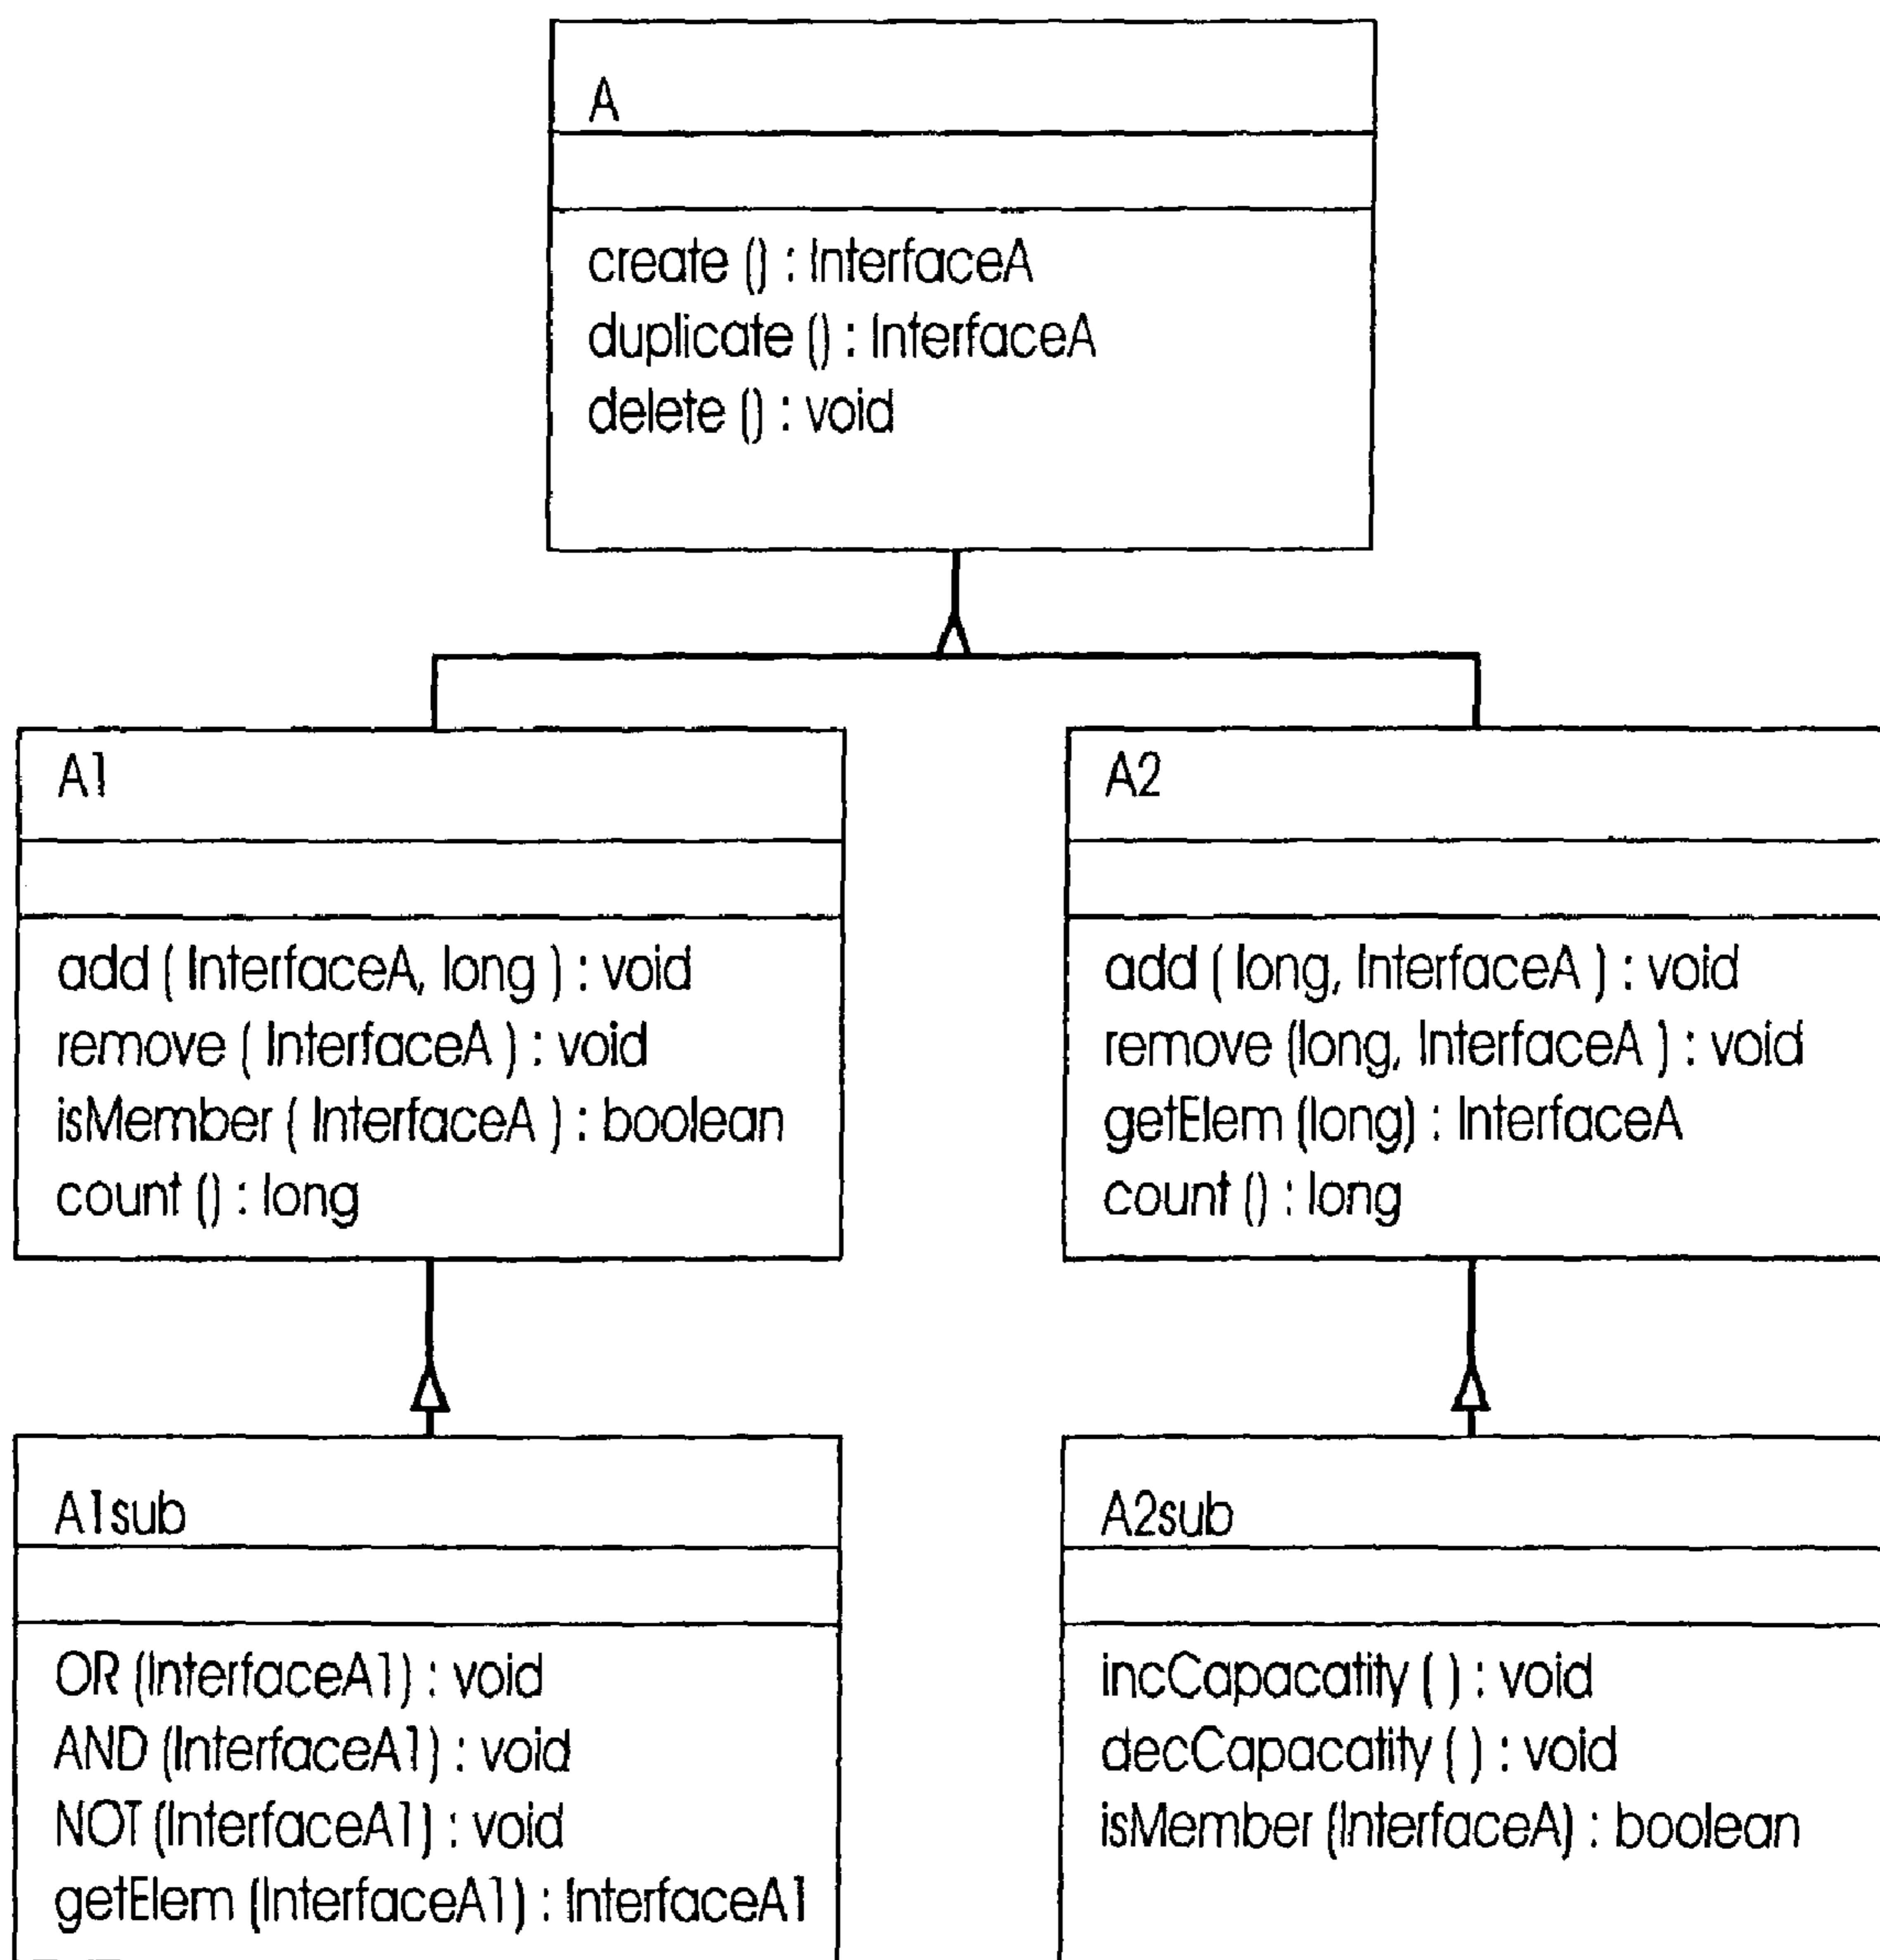 A
create () : InterfaceA
duplicate () : InterfaceA
delete () : void
A1
add ( InterfaceA, long ) : void
remove ( InterfaceA ) : void
isMember ( InterfaceA ) : boolean
count () : long
A2
add ( long, InterfaceA ) : void
remove (long, InterfaceA ) : void
getElem (long) : InterfaceA
count () : long
A1sub
OR (InterfaceA1) : void
AND (InterfaceA1) : void
NOT (InterfaceA1) : void
getElem (InterfaceA1) : InterfaceA1
A2sub
incCapacatity ( ) : void
decCapacatity ( ) : void
isMember (InterfaceA) : boolean